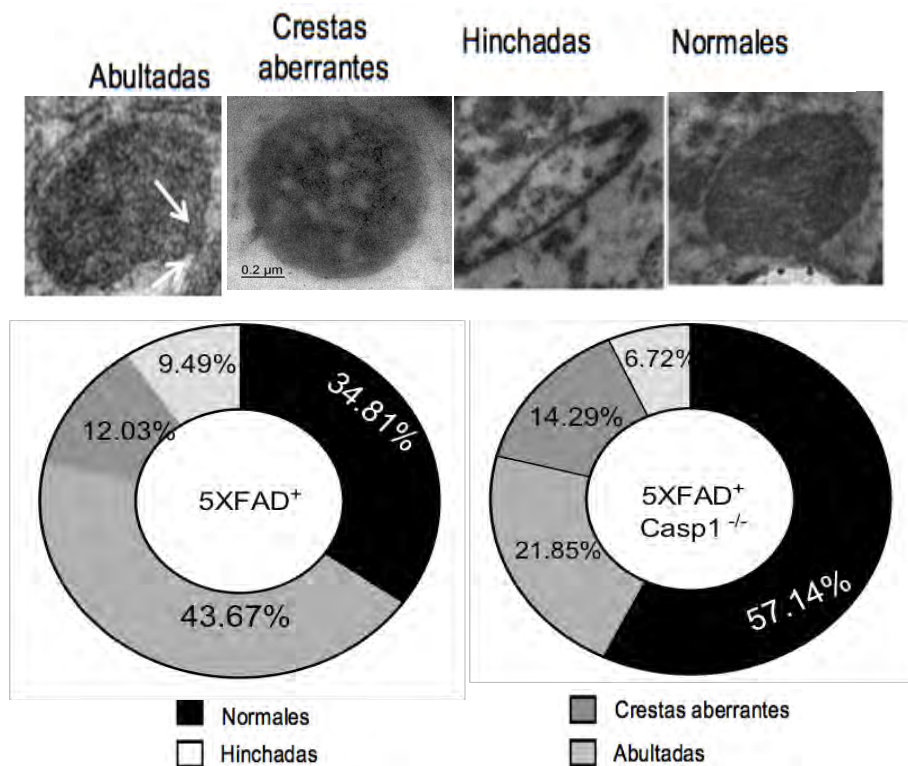 Abultadas
Crestas
aberrantes
Hinchadas
Normales
0.2 µm
9.49%
34.81%
12.03%
5XFAD⁺
43.67%
6.72%
14.29%
5XFAD⁺
Casp1 ⁻/⁻
21.85%
57.14%
Normales
Crestas aberrantes
Hinchadas
Abultadas